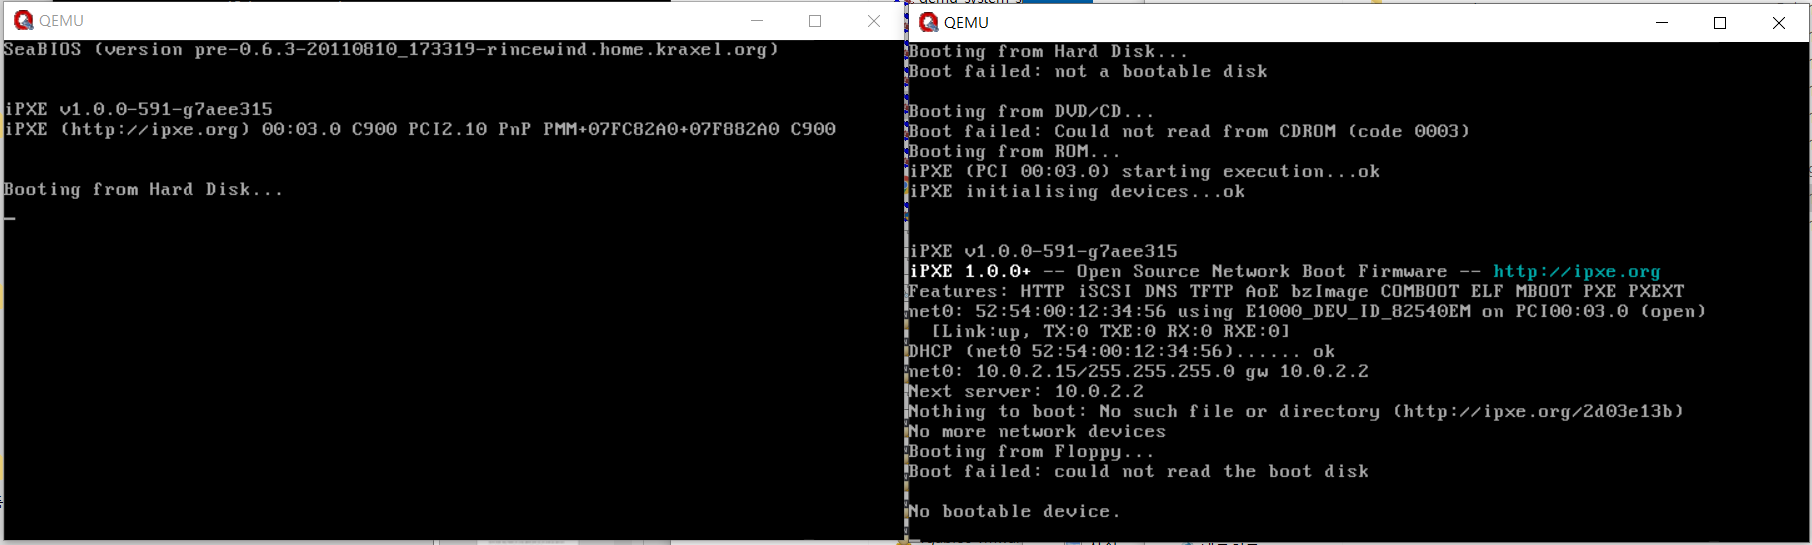 QEMU
SeaBIOS (version pre-0.6.3-20110810_173319-rincewind.home.kraxel.org)
iPXE v1.0.0-591-g7aee315
iPXE (http://ipxe.org) 00:03.0 C900 PCI2.10 PnP PMM+07FC82A0+07F882A0 C900
Booting from Hard Disk...
QEMU
Booting from Hard Disk...
Boot failed: not a bootable disk
Booting from DVD/CD...
Boot failed: Could not read from CDROM (code 0003)
Booting from ROM...
iPXE (PCI 00:03.0) starting execution...ok
iPXE initialising devices...ok
iPXE v1.0.0-591-g7aee315
iPXE 1.0.0+ -- Open Source Network Boot Firmware -- http://ipxe.org
Features: HTTP iSCSI DNS TFTP AoE bzImage COMBOOT ELF MBOOT PXE PXEXT
net0: 52:54:00:12:34:56 using E1000_DEV_ID_82540EM on PCI00:03.0 (open)
[Link:up, TX:0 TXE:0 RX:0 RXE:0]
DHCP (net0 52:54:00:12:34:56)...... ok
net0: 10.0.2.15/255.255.255.0 gw 10.0.2.2
Next server: 10.0.2.2
Nothing to boot: No such file or directory (http://ipxe.org/2d03e13b)
No more network devices
Booting from Floppy...
Boot failed: could not read the boot disk
No bootable device.